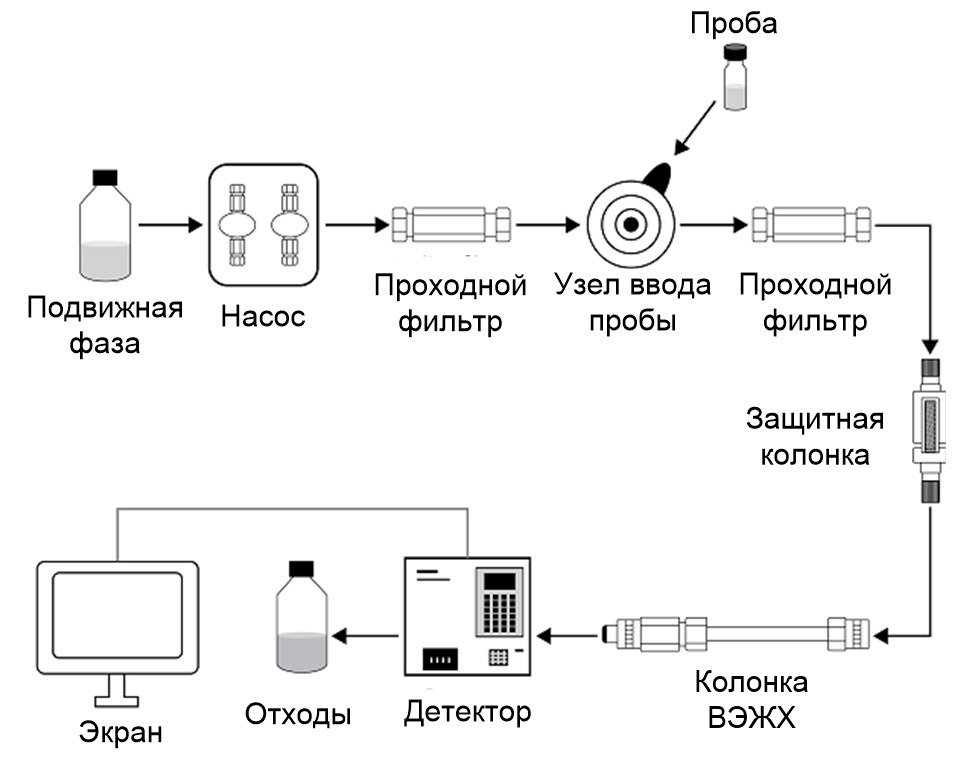 Проба
Подвижная
фаза
Насос
Проходной
фильтр
Узел ввода
пробы
Проходной
фильтр
Защитная
колонка
Экран
Отходы
Детектор
Колонка
ВЭЖХ